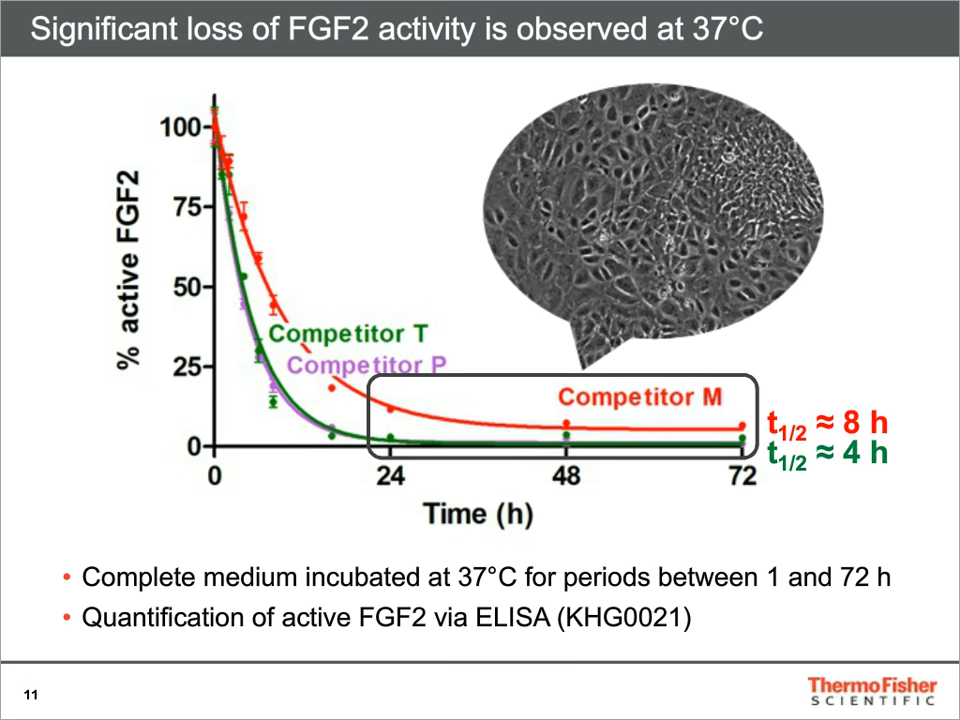 Significant loss of FGF2 activity is observed at 37°C
% active FGF2
100
75
50
25
0
Competitor T
Competitor P
Competitor M
t1/2 ≈ 8 h
t1/2 ≈ 4 h
0 24 48 72
Time (h)
• Complete medium incubated at 37°C for periods between 1 and 72 h
• Quantification of active FGF2 via ELISA (KHG0021)
11
ThermoFisher
SCIENTIFIC